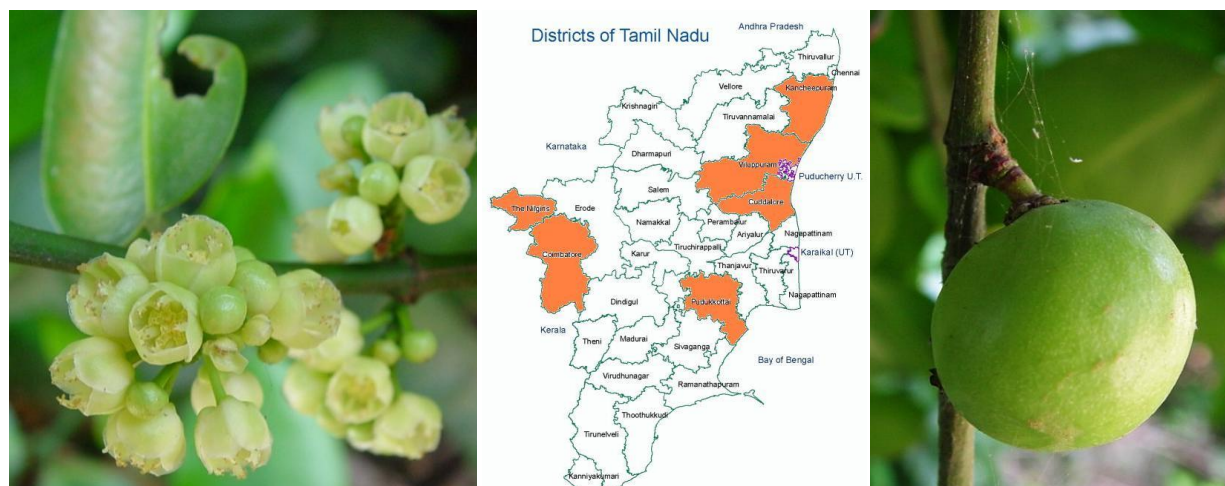 Districts of Tamil Nadu
Andhra Pradesh
Thiruvallur
Chennai
Kancheepuram
Vellore
Krishnagiri
Tiruvannamalai
Karnataka
Dharmapuri
Villappuram
Puducherry U.T.
Salem
The Nilgiris
Erode
Cuddalore
Namakkal
Perambalur
Ariyalur
Nagapattinam
Coimbatore
Karur
Tiruchirappalli
Karaikal (UT)
Thanjavur
Thiruvarur
Dindigul
Pudukkottai
Nagapattinam
Kerala
Theni
Madurai
Sivaganga
Bay of Bengal
Virudhunagar
Ramanathapuram
Thoothukkudi
Tirunelveli
Kanniyakumari